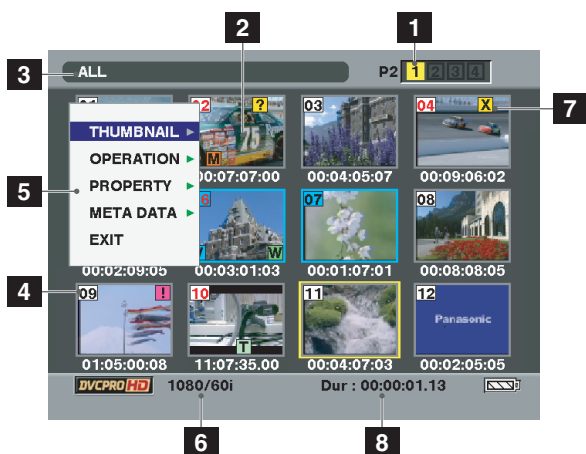 2
1
3
ALL
P2 1 2 3 4
02 ?
03
04 X
7
75
M
THUMBNAIL
OPERATION
PROPERTY
META DATA
EXIT
5
00:07:07:00
00:04:05:07
00:09:06:02
07
08
W
00:02:09:05
00:03:01:03
00:01:07:01
00:08:08:05
4
09 !
10
11
12
T
Panasonic
01:05:00:08
11:07:35.00
00:04:07:03
00:02:05:05
DVCPRO HD
1080/60i
Dur : 00:00:01.13
6
8